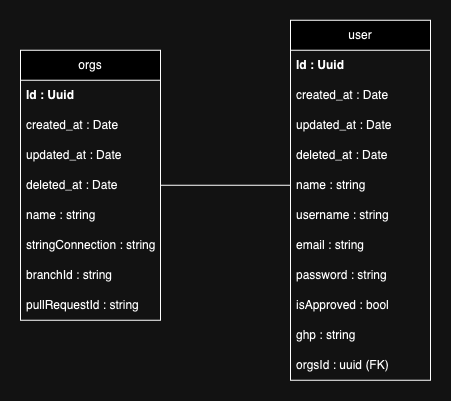 orgs
Id : Uuid
created_at : Date
updated_at : Date
deleted_at : Date
name : string
stringConnection : string
branchId : string
pullRequestId : string
user
Id : Uuid
created_at : Date
updated_at : Date
deleted_at : Date
name : string
username : string
email : string
password : string
isApproved : bool
ghp : string
orgsId : uuid (FK)